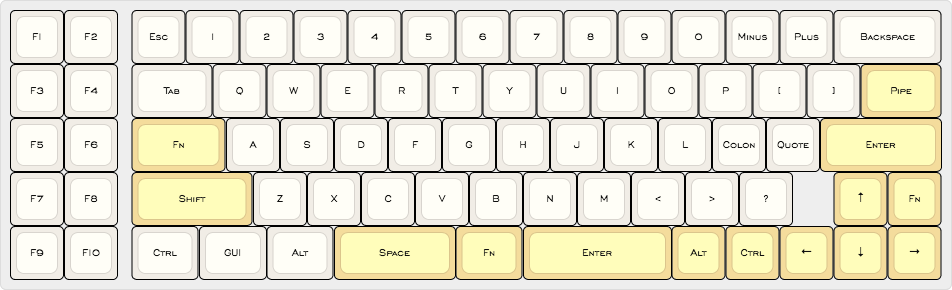 F1 F2 Esc 1 2 3 4 5 6 7 8 9 0 Minus Plus Backspace
F3 F4 Tab Q W E R T Y U I O P [ ] Pipe
F5 F6 Fn A S D F G H J K L Colon Quote Enter
F7 F8 Shift Z X C V B N M < > ? ↑ Fn
F9 F10 Ctrl GUI Alt Space Fn Enter Alt Ctrl ← ↓ →